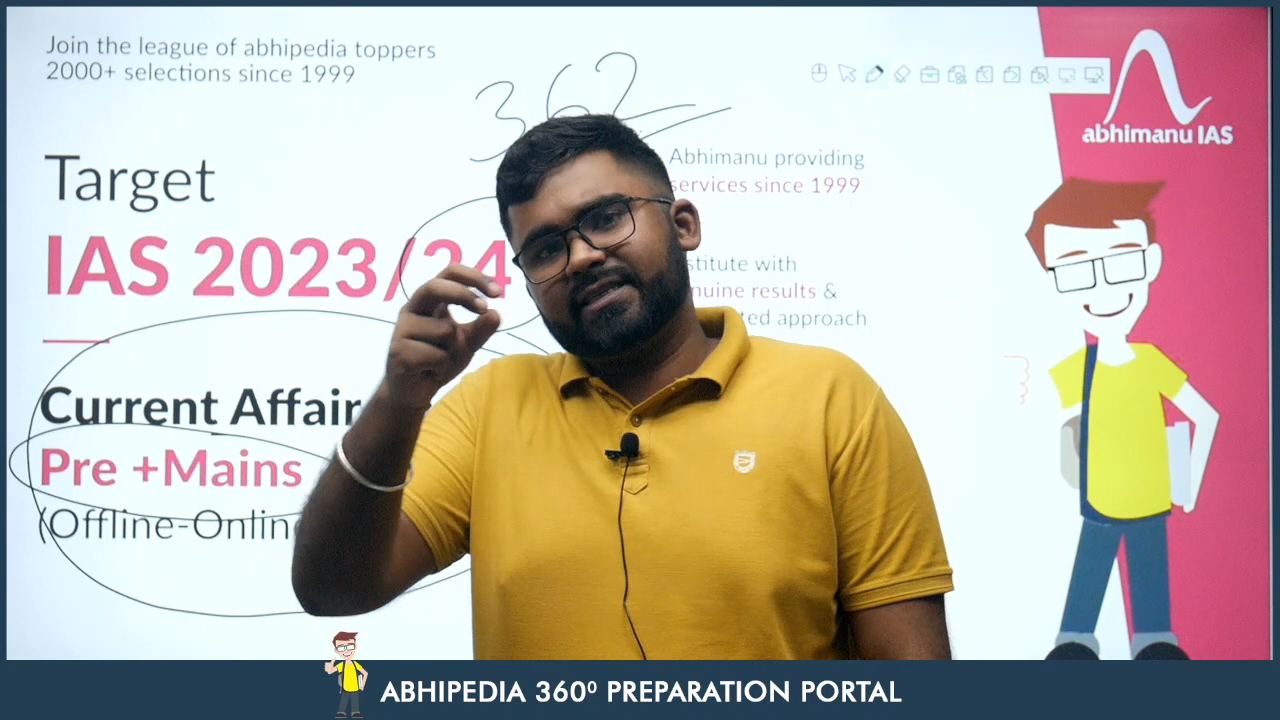 Join the league of abhipedia toppers
2000+ selections since 1999
362
Target
IAS 2023/24
Abhimanu providing
services since 1999
stitute with
nuine results &
ted approach
Current Affair
Pre +Mains
(Offline-Online
abhimanu IAS
ABHIPEDIA 360⁰ PREPARATION PORTAL